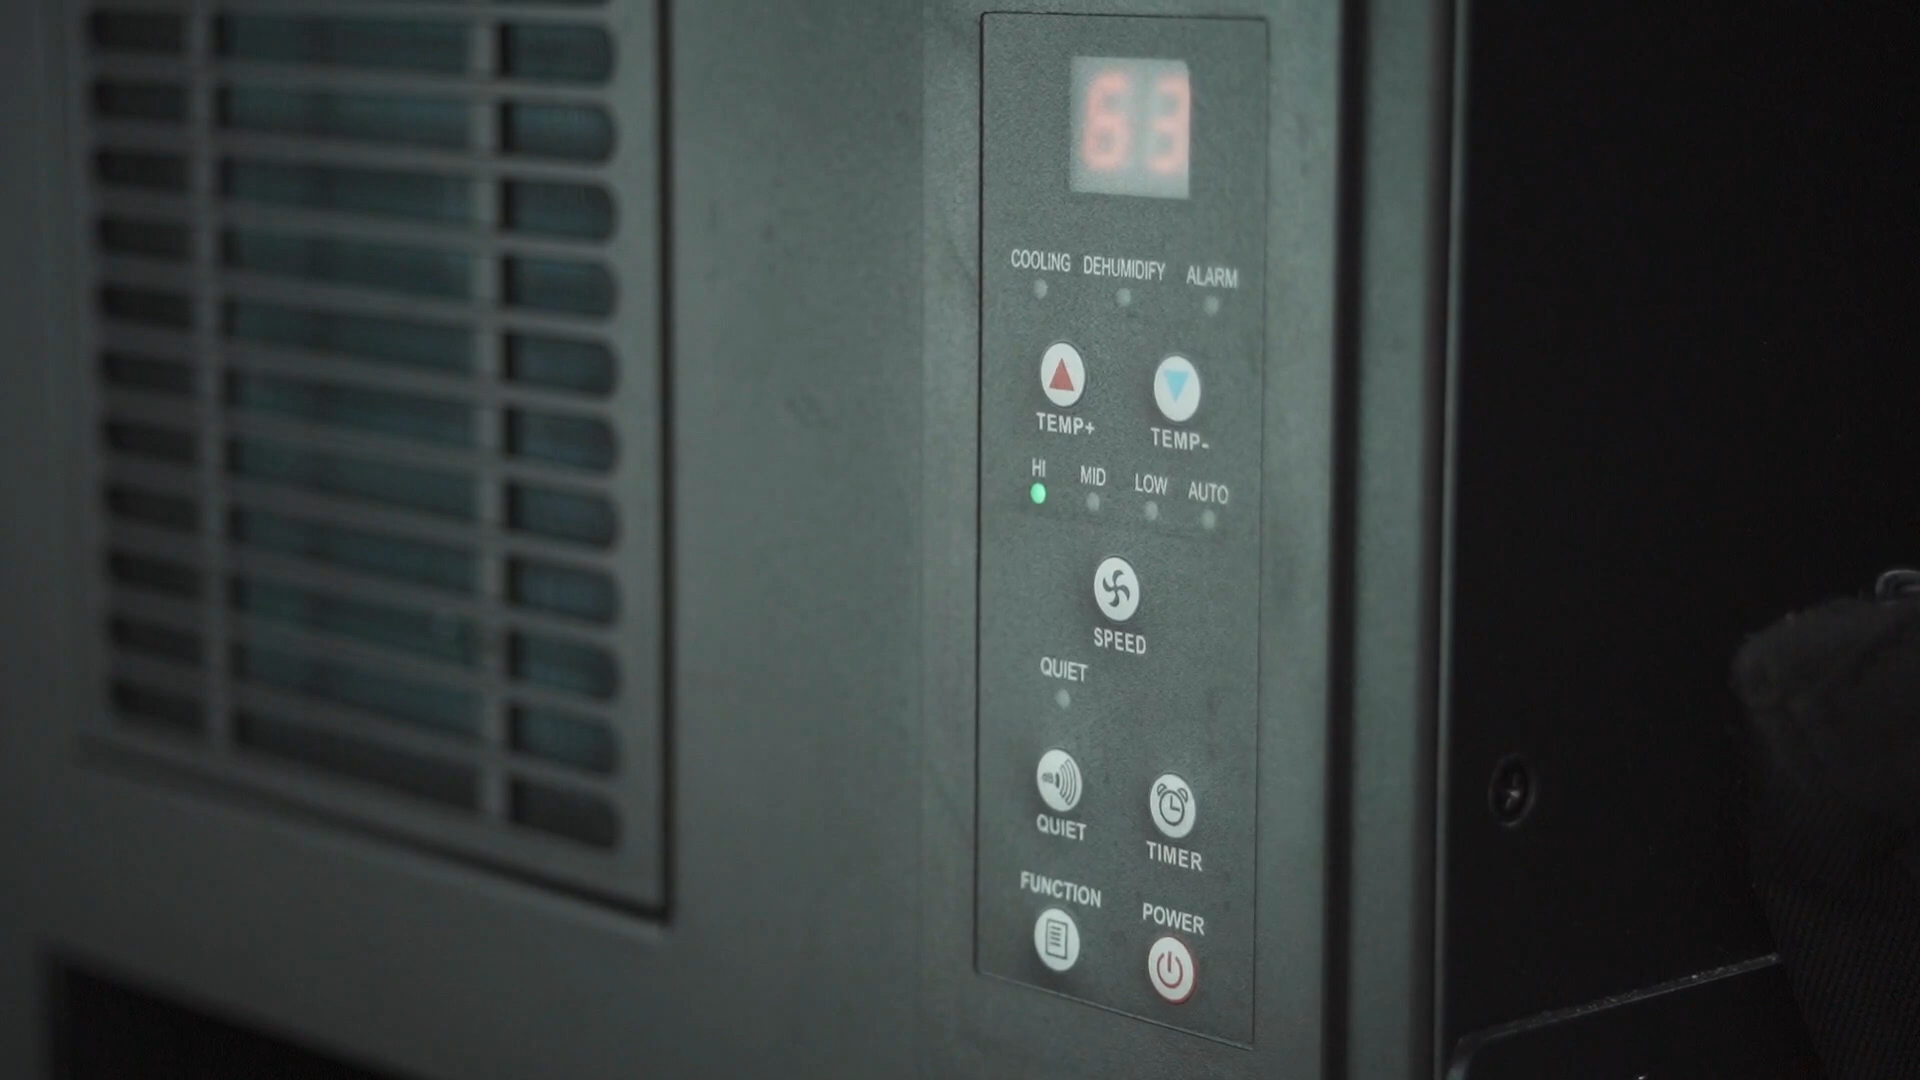 63
COOLING DEHUMIDIFY ALARM
TEMP+ TEMP-
HI MID LOW AUTO
SPEED
QUIET
QUIET TIMER
FUNCTION POWER